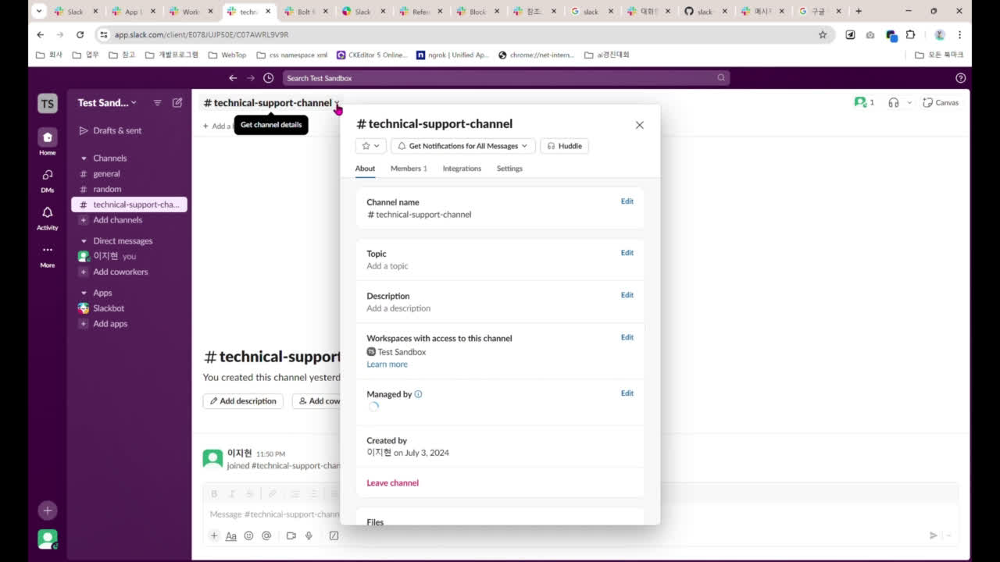 Slack
App
Work
techn
Bolt f
Slack
Refere
Block
참조.
slack
대화형
slack-
메시지
구글
app.slack.com/client/E078JUJP50E/C07AWRL9V9R
회사
업무
참고
개발프로그램
WebTop
css namespace xml
CKEditor 5 Online...
ngrok | Unified Ap...
chrome://net-intern...
ai경진대회
모든 북마크
Search Test Sandbox
TS
Test Sand...
Home
DMs
Activity
More
Drafts & sent
Channels
# general
# random
# technical-support-cha...
+ Add channels
Direct messages
이지현 you
+ Add coworkers
Apps
Slackbot
+ Add apps
# technical-support-channel
1
Canvas
+ Add a
Get channel details
# technical-support
You created this channel yesterd
Add description
Add cow
이지현 11:50 PM
joined #technical-support-chan
Message #technical-support-chann
Aa
# technical-support-channel
Get Notifications for All Messages
Huddle
About
Members 1
Integrations
Settings
Channel name
Edit
# technical-support-channel
Topic
Edit
Add a topic
Description
Edit
Add a description
Workspaces with access to this channel
Edit
TS Test Sandbox
Learn more
Managed by
Edit
Created by
이지현 on July 3, 2024
Leave channel
Files